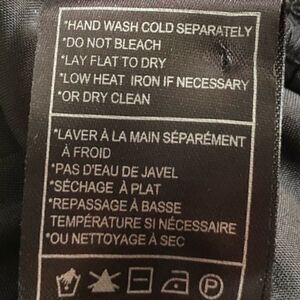 *HAND WASH COLD SEPARATELY
*DO NOT BLEACH
*LAY FLAT TO DRY
*LOW HEAT IRON IF NECESSARY
*OR DRY CLEAN
*LAVER À LA MAIN SÉPARÉMENT
À FROID
*PAS D'EAU DE JAVEL
*SÉCHAGE À PLAT
*REPASSAGE À BASSE
TEMPÉRATURE SI NÉCESSAIRE
*OU NETTOYAGE À SEC
P